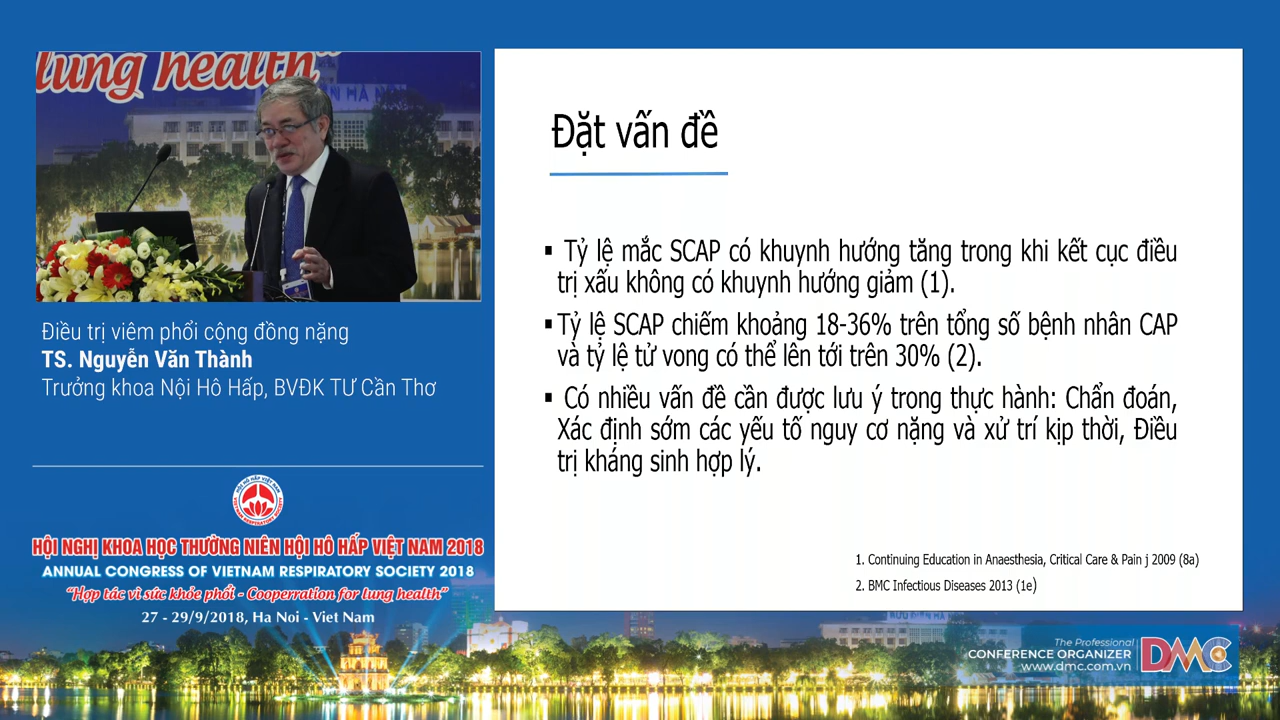 lung health"
Điều trị viêm phổi cộng đồng nặng
TS. Nguyễn Văn Thành
Trưởng khoa Nội Hô Hấp, BVĐK TƯ Cần Thơ
HỘI HÔ HẤP VIỆT NAM
VIETNAM RESPIRATORY SOCIETY
HỘI NGHỊ KHOA HỌC THƯỜNG NIÊN HỘI HÔ HẤP VIỆT NAM 2018
ANNUAL CONGRESS OF VIETNAM RESPIRATORY SOCIETY 2018
"Hợp tác vì sức khỏe phổi - Cooperration for lung health"
27 - 29/9/2018, Ha Noi - Viet Nam
Đặt vấn đề
▪ Tỷ lệ mắc SCAP có khuynh hướng tăng trong khi kết cục điều
trị xấu không có khuynh hướng giảm (1).
▪ Tỷ lệ SCAP chiếm khoảng 18-36% trên tổng số bệnh nhân CAP
và tỷ lệ tử vong có thể lên tới trên 30% (2).
▪ Có nhiều vấn đề cần được lưu ý trong thực hành: Chẩn đoán,
Xác định sớm các yếu tố nguy cơ nặng và xử trí kịp thời, Điều
trị kháng sinh hợp lý.
1. Continuing Education in Anaesthesia, Critical Care & Pain j 2009 (8a)
2. BMC Infectious Diseases 2013 (1e)
The Professional
CONFERENCE ORGANIZER
www.dmc.com.vn
DMC